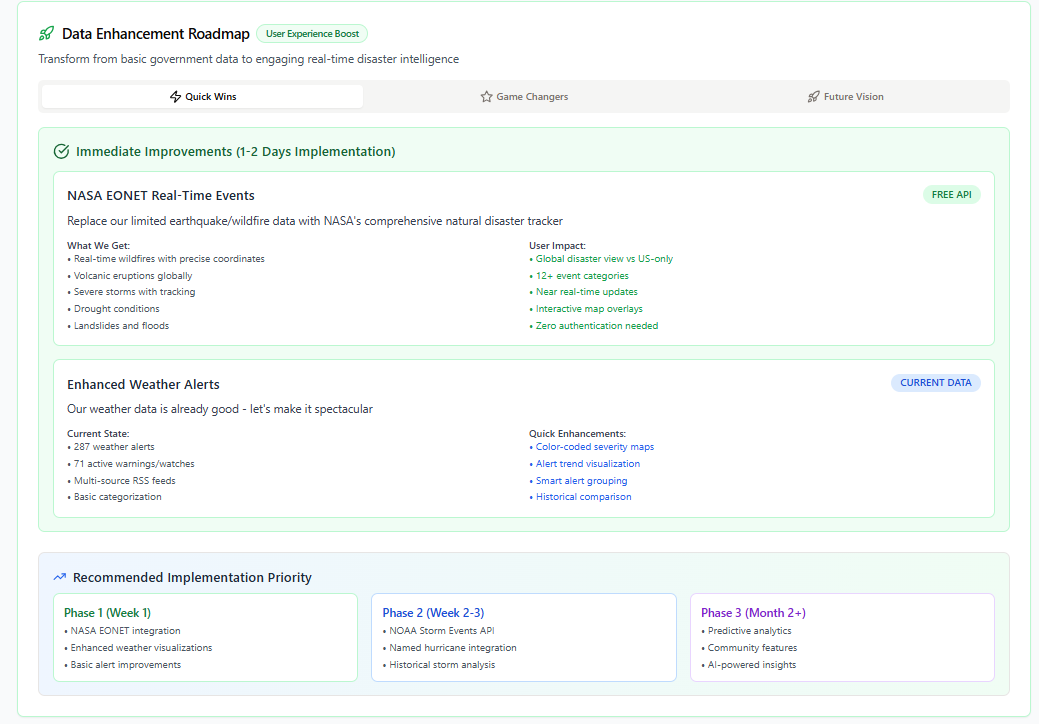 Data Enhancement Roadmap User Experience Boost
Transform from basic government data to engaging real-time disaster intelligence
Quick Wins Game Changers Future Vision
Immediate Improvements (1-2 Days Implementation)
NASA EONET Real-Time Events FREE API
Replace our limited earthquake/wildfire data with NASA's comprehensive natural disaster tracker
What We Get:
• Real-time wildfires with precise coordinates
• Volcanic eruptions globally
• Severe storms with tracking
• Drought conditions
• Landslides and floods
User Impact:
• Global disaster view vs US-only
• 12+ event categories
• Near real-time updates
• Interactive map overlays
• Zero authentication needed
Enhanced Weather Alerts CURRENT DATA
Our weather data is already good - let's make it spectacular
Current State:
• 287 weather alerts
• 71 active warnings/watches
• Multi-source RSS feeds
• Basic categorization
Quick Enhancements:
• Color-coded severity maps
• Alert trend visualization
• Smart alert grouping
• Historical comparison
Recommended Implementation Priority
Phase 1 (Week 1)
• NASA EONET integration
• Enhanced weather visualizations
• Basic alert improvements
Phase 2 (Week 2-3)
• NOAA Storm Events API
• Named hurricane integration
• Historical storm analysis
Phase 3 (Month 2+)
• Predictive analytics
• Community features
• AI-powered insights